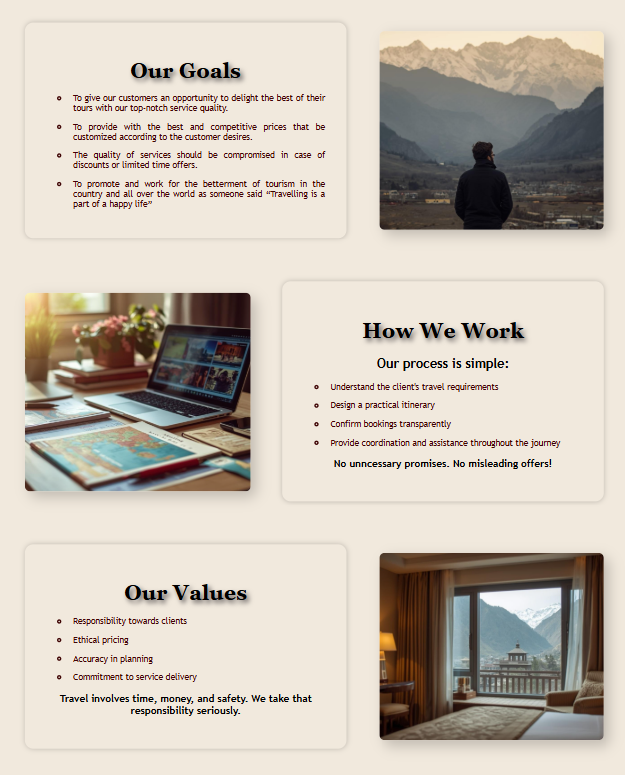 Our Goals
To give our customers an opportunity to delight the best of their
tours with our top-notch service quality.
To provide with the best and competitive prices that be
customized according to the customer desires.
The quality of services should be compromised in case of
discounts or limited time offers.
To promote and work for the betterment of tourism in the
country and all over the world as someone said “Travelling is a
part of a happy life”
How We Work
Our process is simple:
Understand the client's travel requirements
Design a practical itinerary
Confirm bookings transparently
Provide coordination and assistance throughout the journey
No unncessary promises. No misleading offers!
Our Values
Responsibility towards clients
Ethical pricing
Accuracy in planning
Commitment to service delivery
Travel involves time, money, and safety. We take that
responsibility seriously.